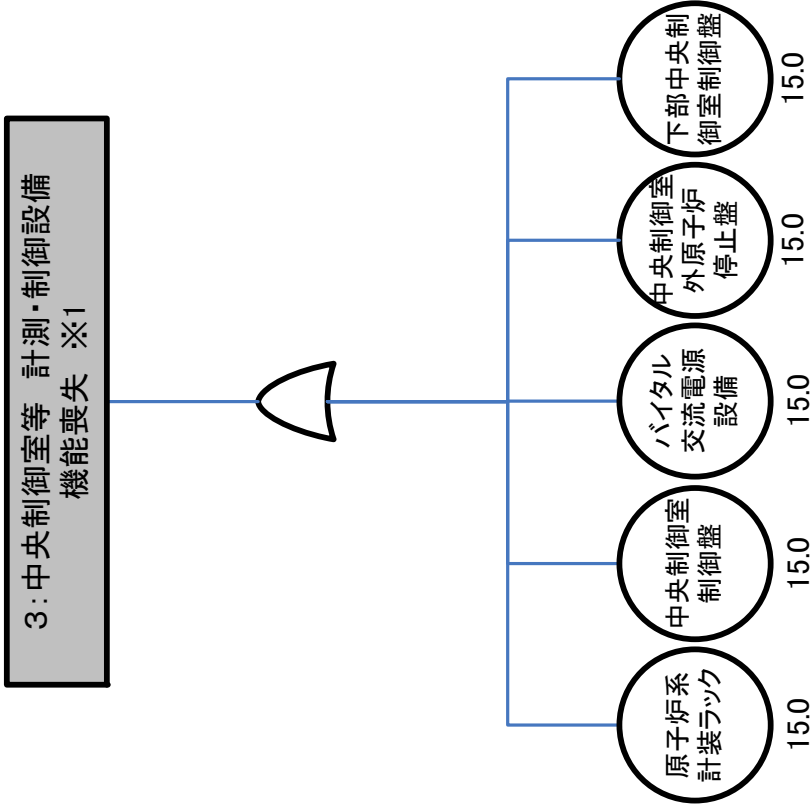 3:中央制御室等 計測・制御設備
機能喪失 ※1
原子炉系
計装ラック
15.0
中央制御室
制御盤
15.0
バイタル
交流電源
設備
15.0
中央制御室
外原子炉
停止盤
15.0
下部中央制
御室制御盤
15.0